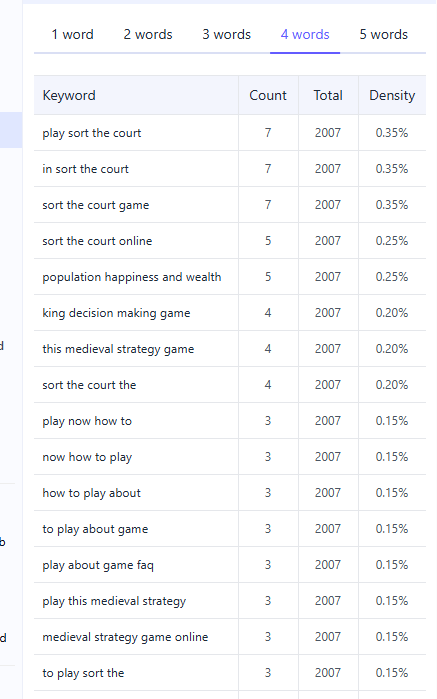 1 word 2 words 3 words 4 words 5 words
Keyword Count Total Density
play sort the court 7 2007 0.35%
in sort the court 7 2007 0.35%
sort the court game 7 2007 0.35%
sort the court online 5 2007 0.25%
population happiness and wealth 5 2007 0.25%
king decision making game 4 2007 0.20%
d
this medieval strategy game 4 2007 0.20%
sort the court the 4 2007 0.20%
play now how to 3 2007 0.15%
now how to play 3 2007 0.15%
how to play about 3 2007 0.15%
to play about game 3 2007 0.15%
b
play about game faq 3 2007 0.15%
play this medieval strategy 3 2007 0.15%
d
medieval strategy game online 3 2007 0.15%
to play sort the 3 2007 0.15%